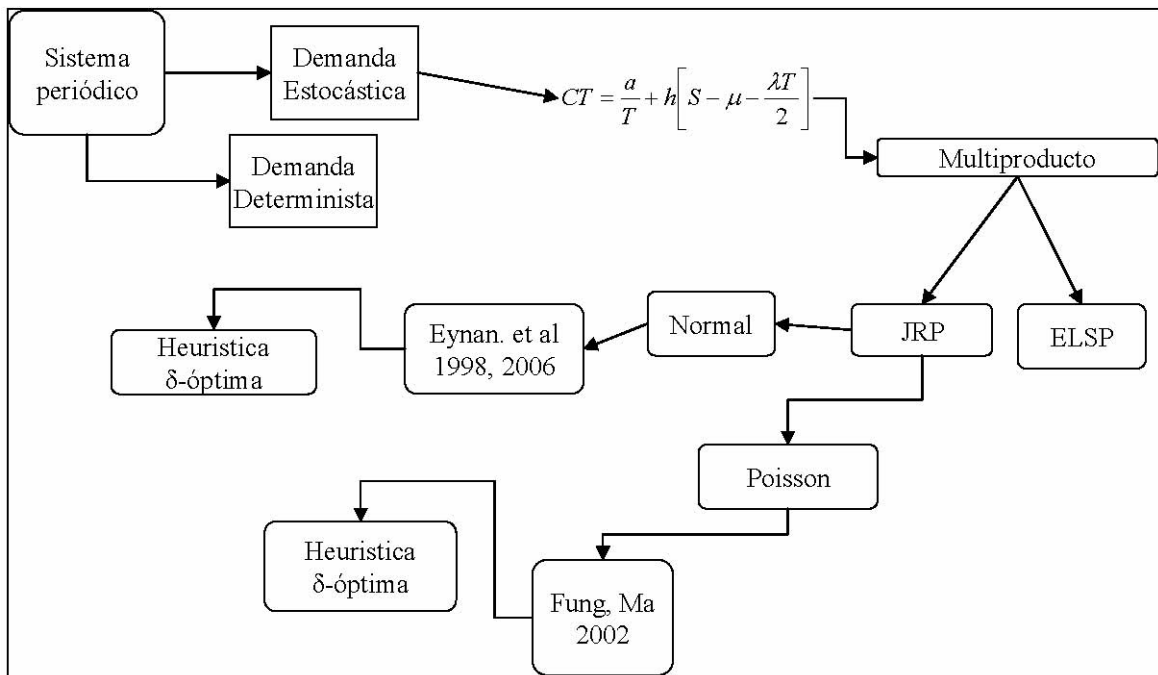 Sistema
periódico
Demanda
Estocástica
CT = a/T + h[S − μ − λT/2]
Multiproducto
Demanda
Determinista
Normal
JRP
ELSP
Eynan. et al
1998, 2006
Heuristica
δ-óptima
Poisson
Heuristica
δ-óptima
Fung, Ma
2002